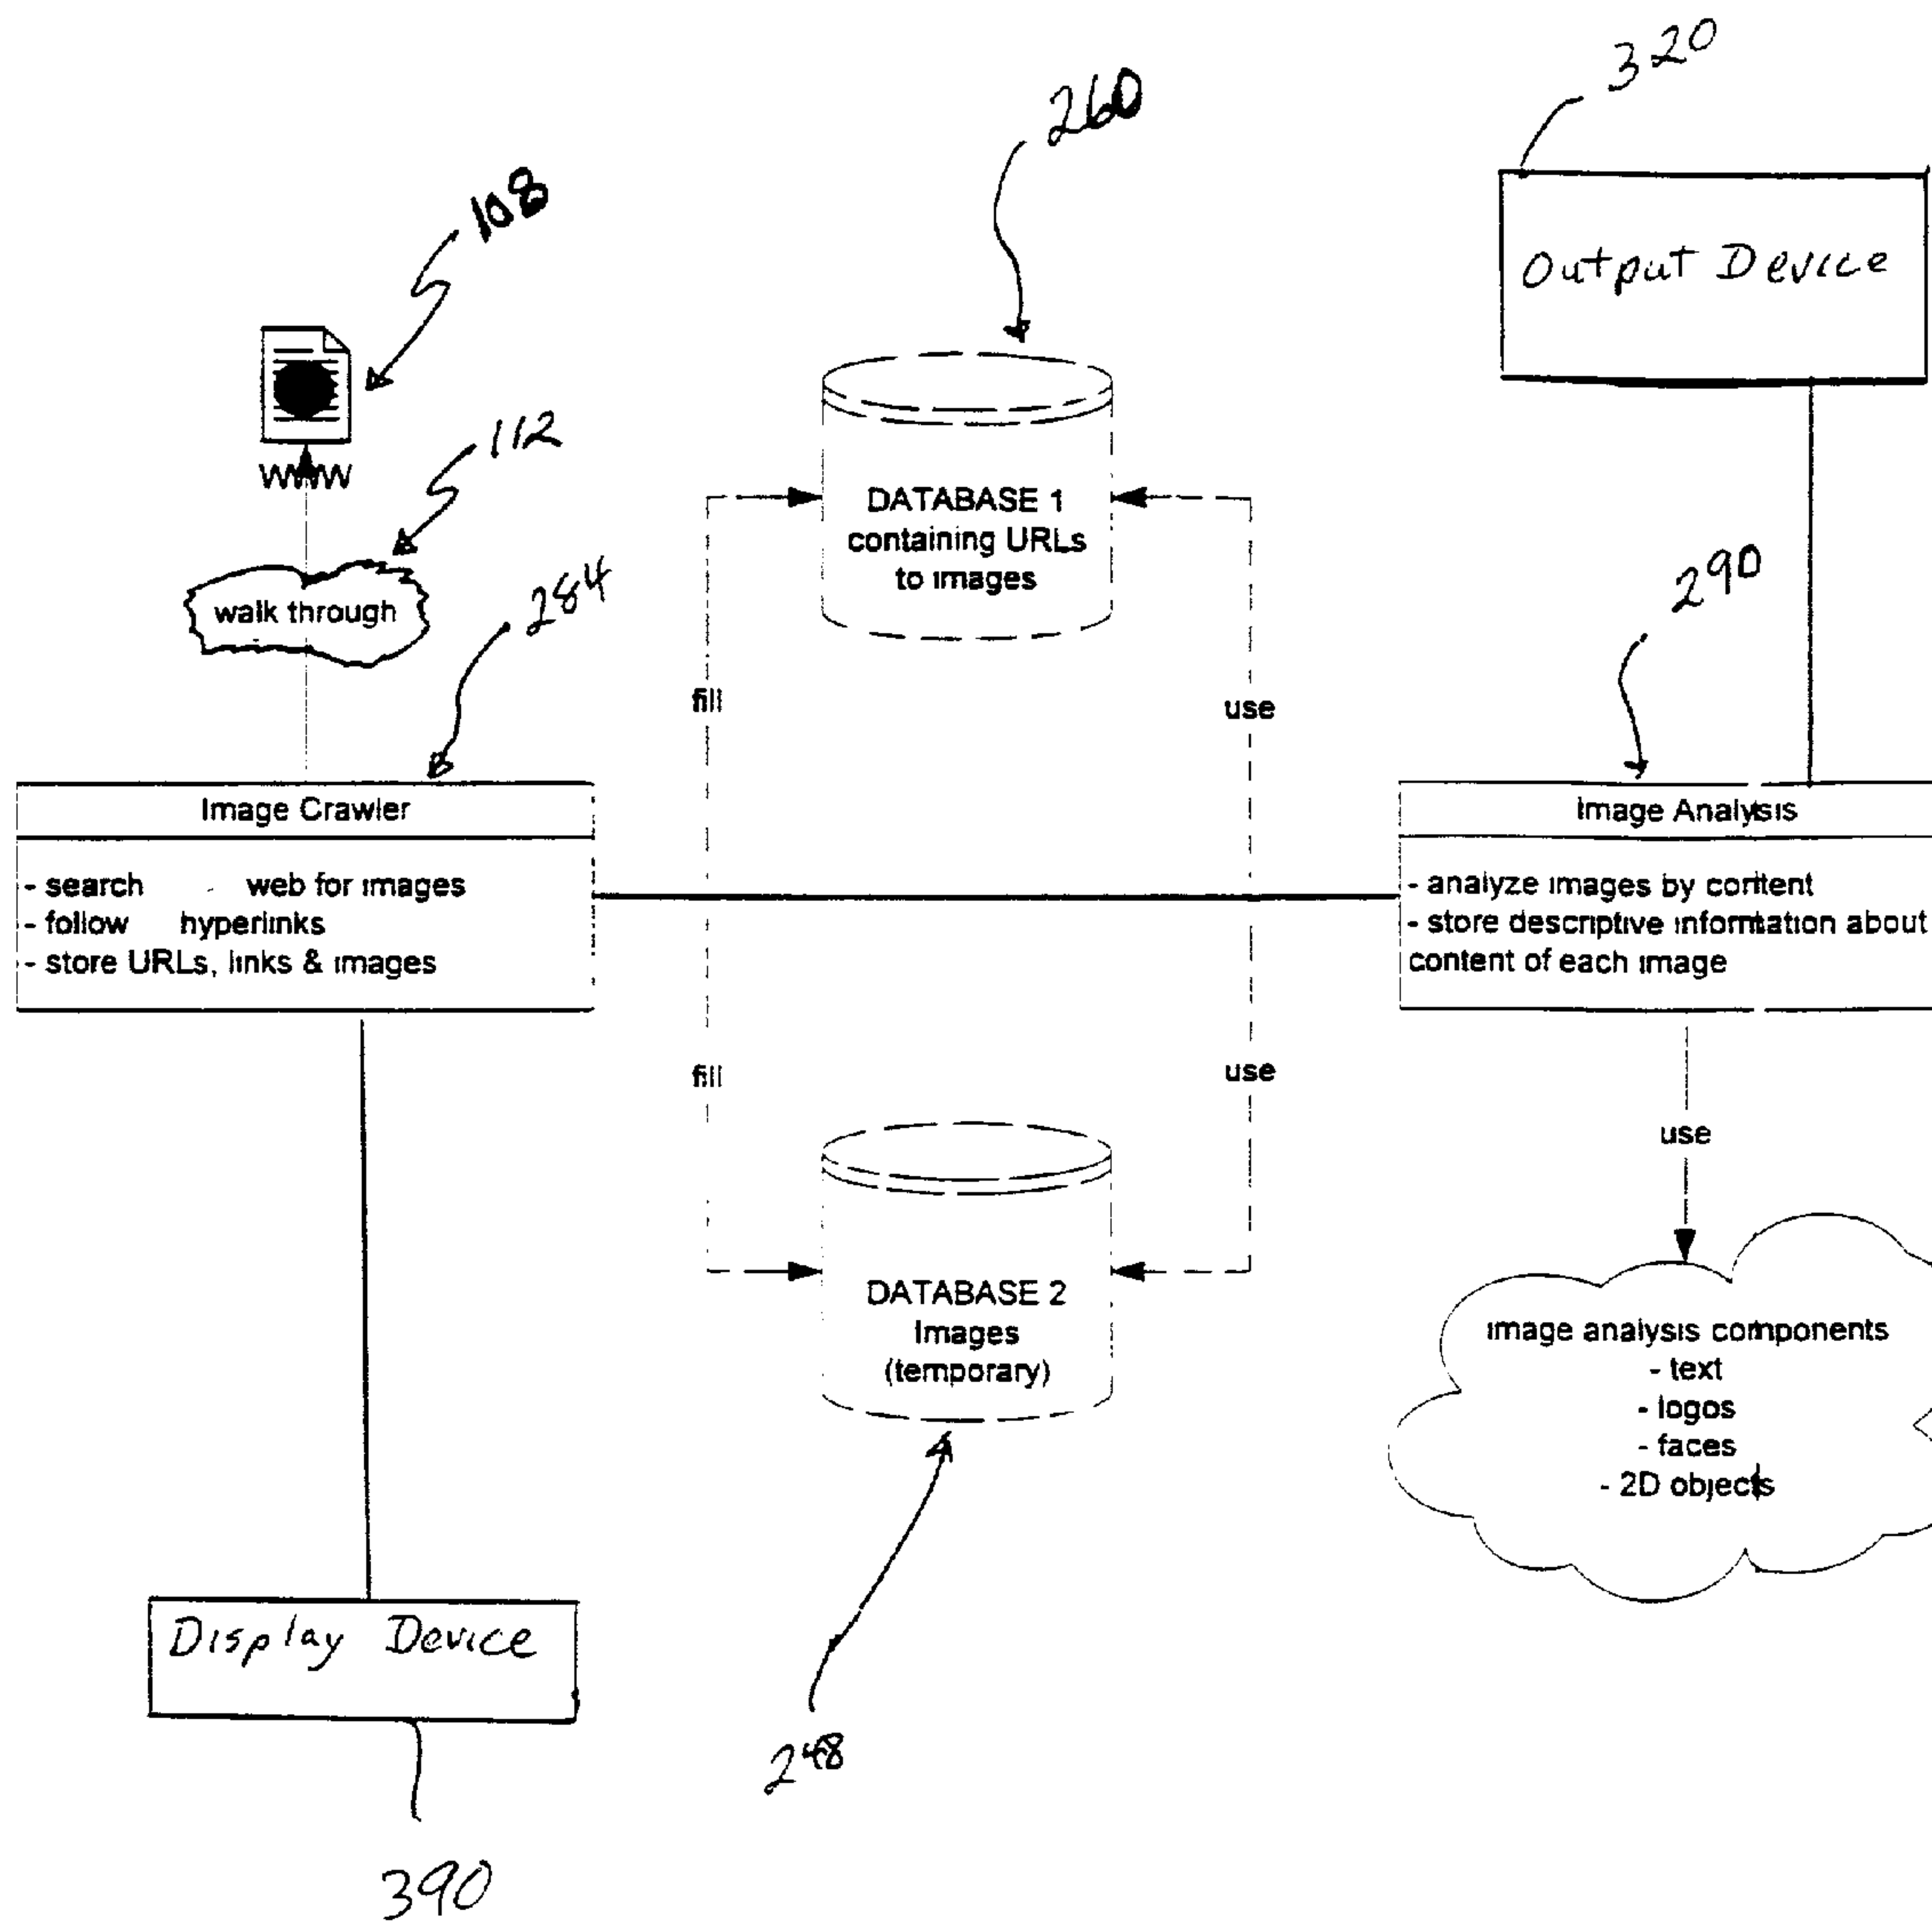 320
Output Device
260
108
WWW
112
walk through
284
DATABASE 1
containing URLs
to images
290
fill
use
Image Crawler
- search web for images
- follow hyperlinks
- store URLs, links & images
Image Analysis
- analyze images by content
- store descriptive information about
content of each image
fill
use
use
DATABASE 2
Images
(temporary)
image analysis components
- text
- logos
- faces
- 2D objects
Display Device
248
390